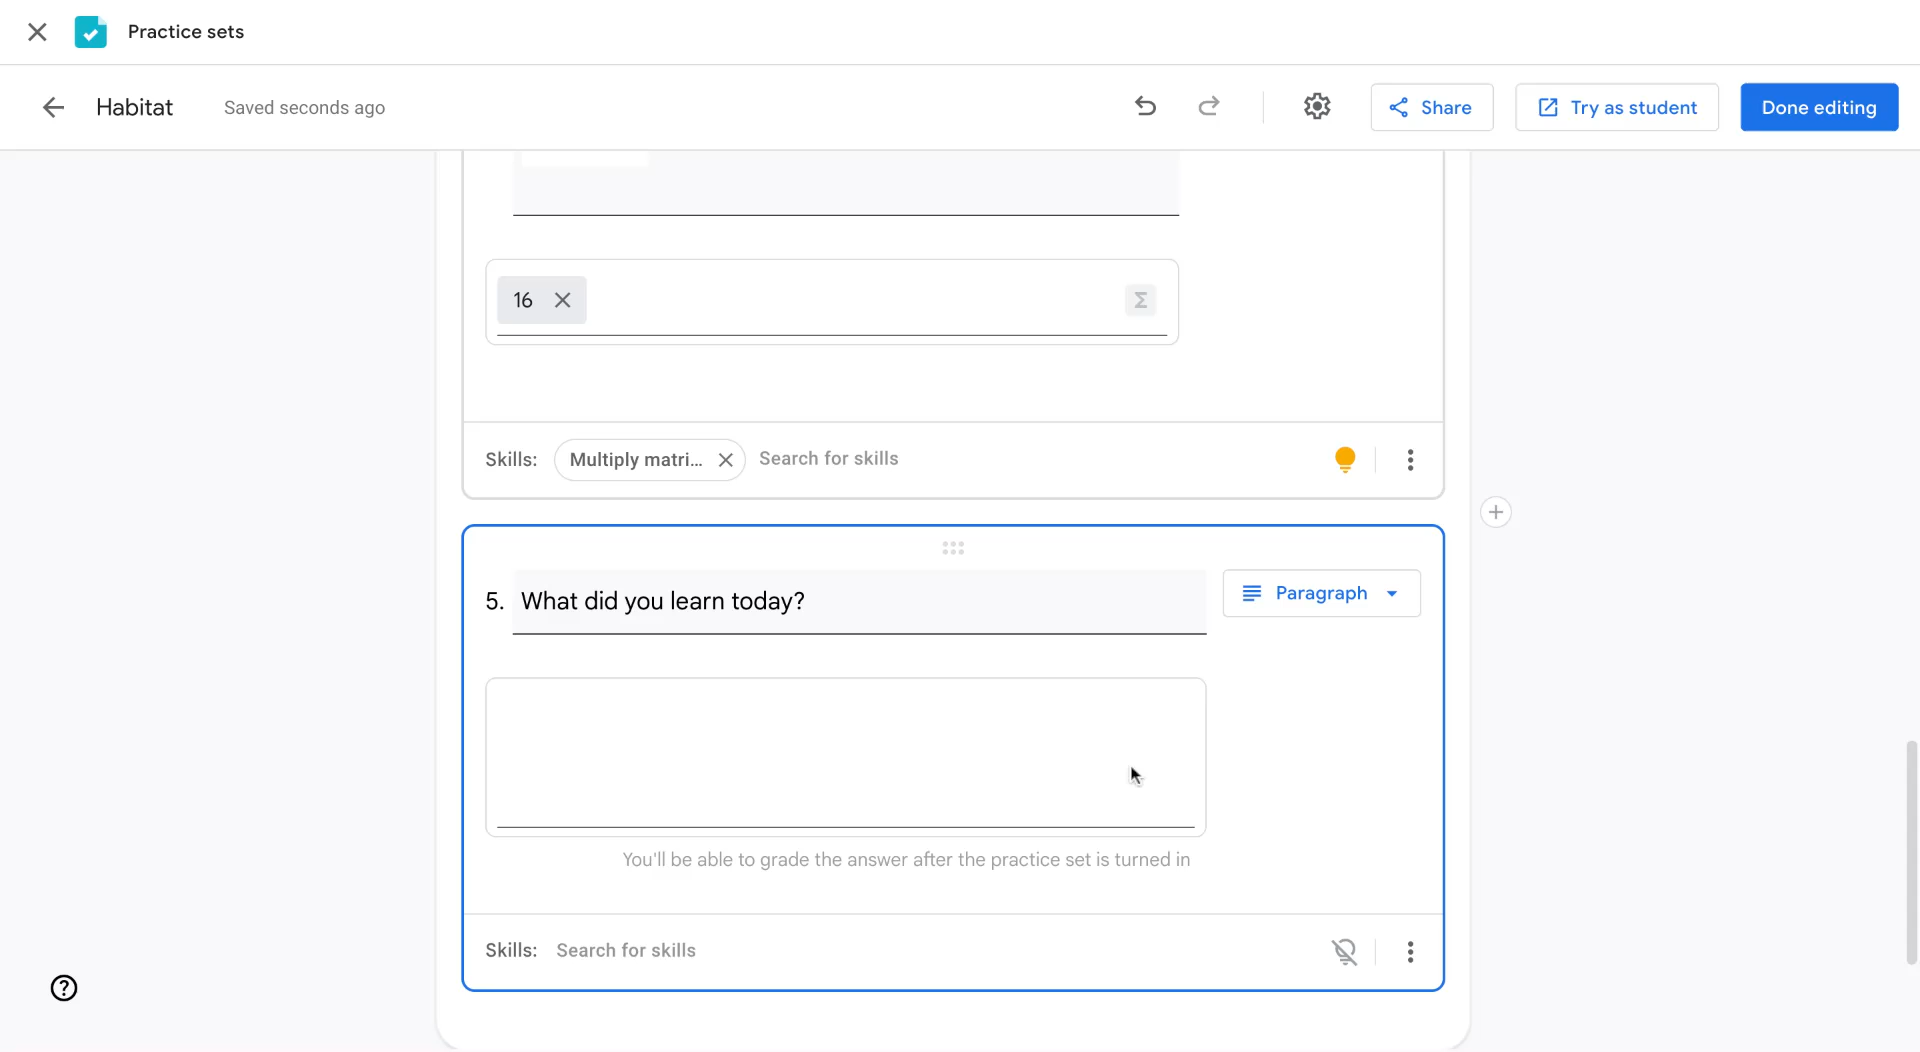 Practice sets
Habitat Saved seconds ago Share Try as student Done editing
16 Σ
Skills: Multiply matri... Search for skills
5. What did you learn today? Paragraph
You'll be able to grade the answer after the practice set is turned in
Skills: Search for skills